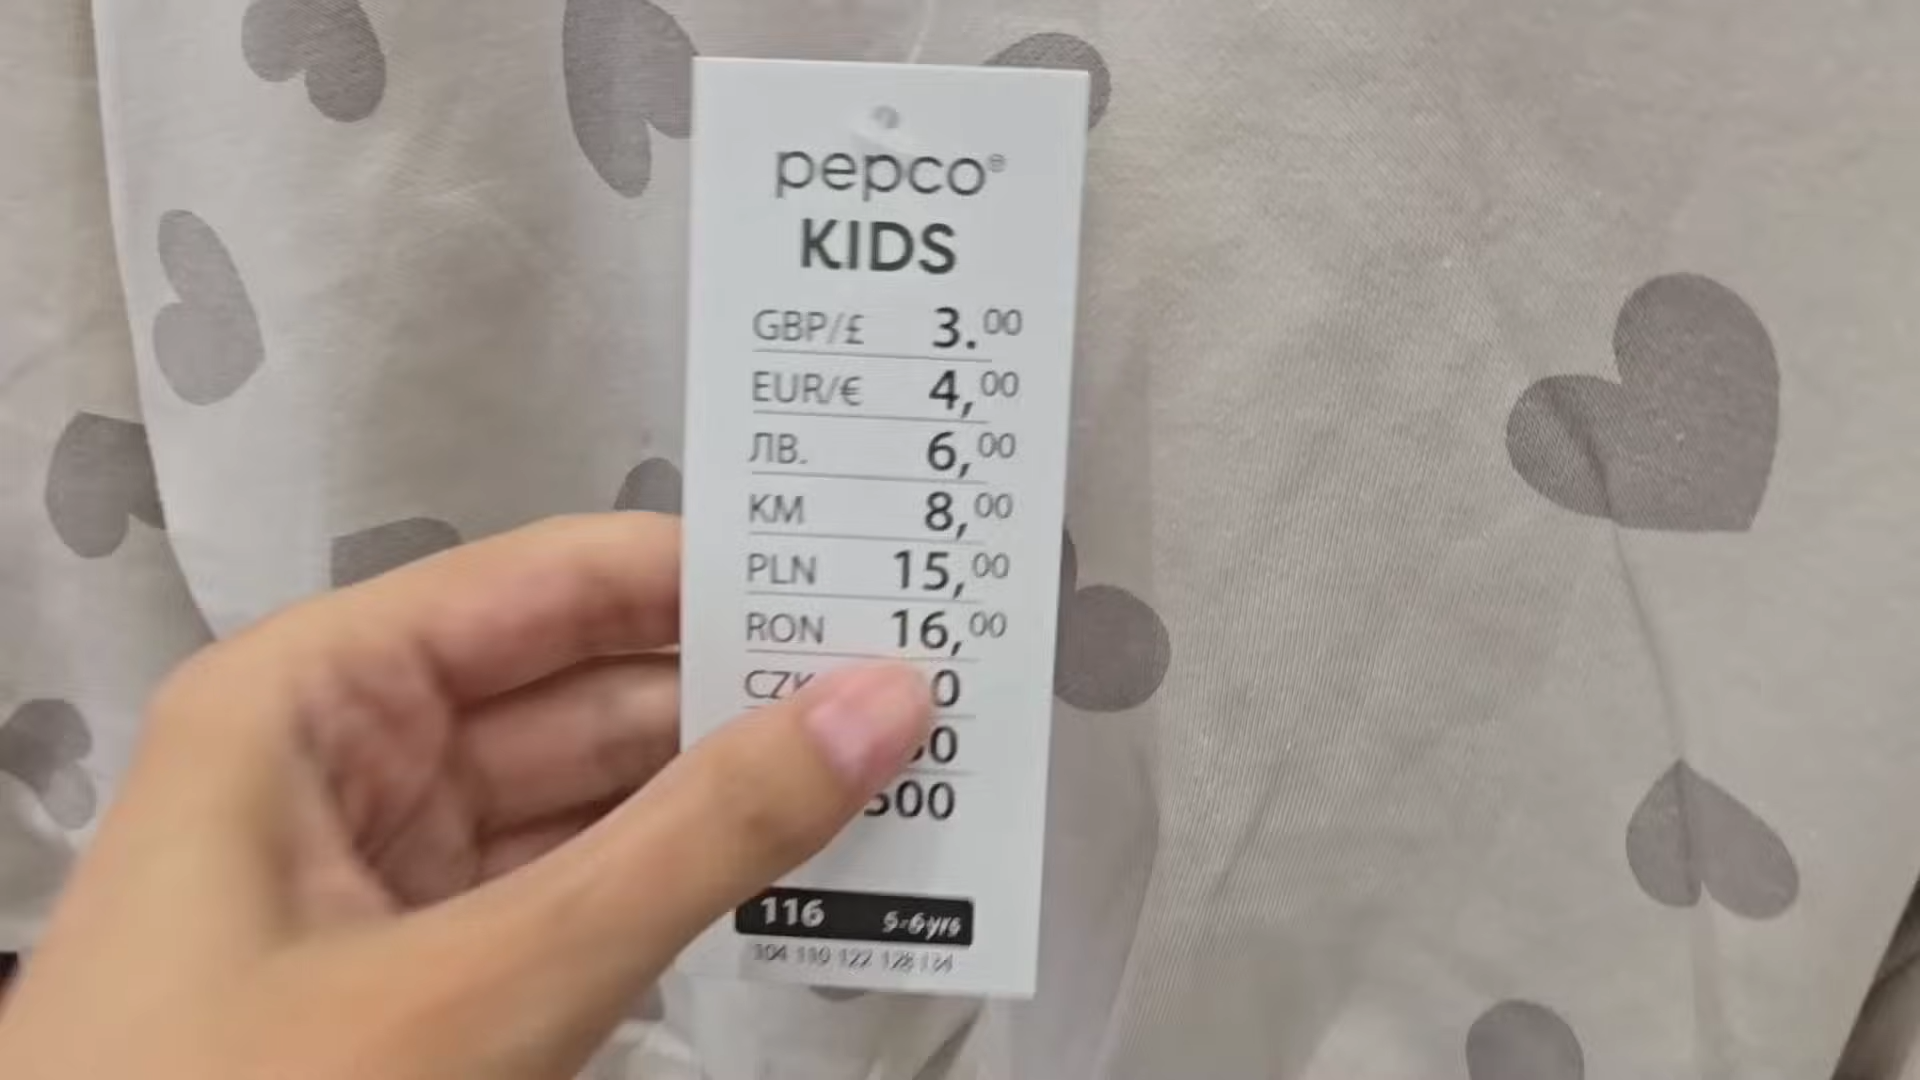 pepco®
KIDS
GBP/£ 3.00
EUR/€ 4,00
ЛВ. 6,00
KM 8,00
PLN 15,00
RON 16,00
CZK
116 5-6yrs
104 110 122 128 134